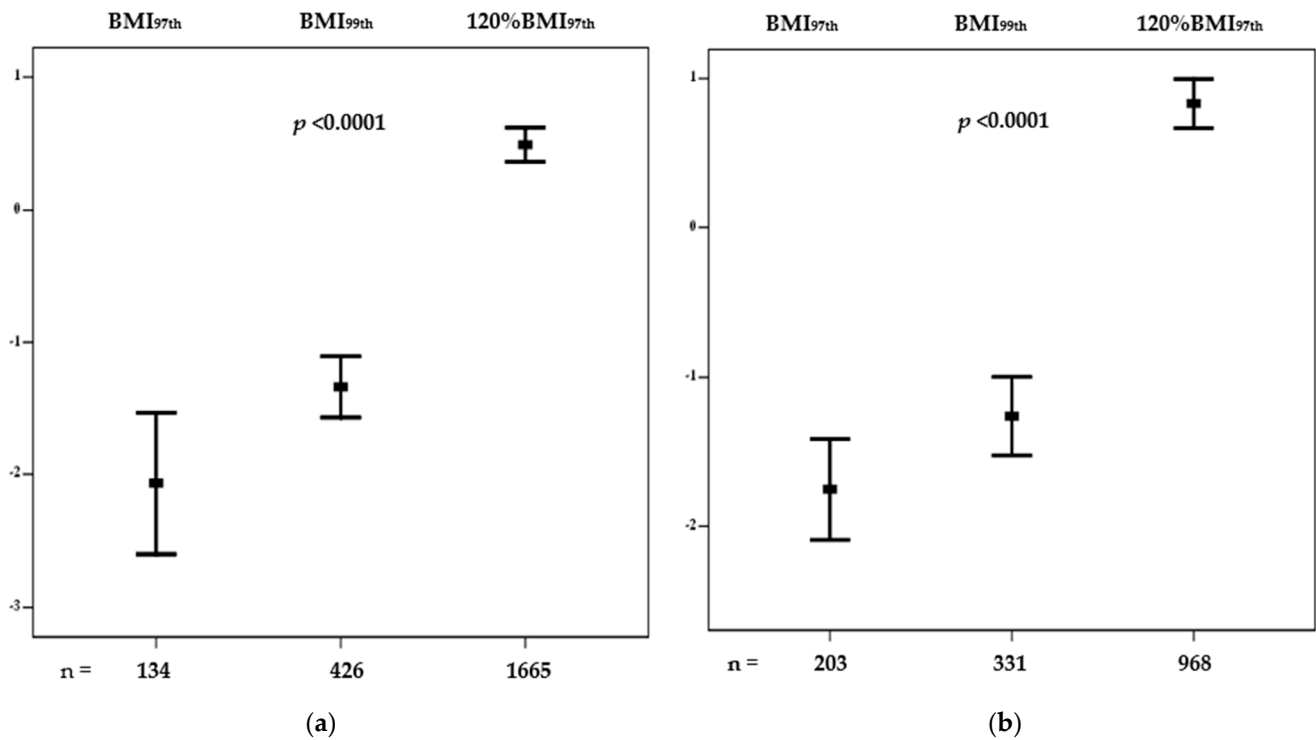 BMI97th BMI99th 120%BMI97th
1
p <0.0001
0
-1
-2
-3
n = 134 426 1665
(a)
BMI97th BMI99th 120%BMI97th
1
p <0.0001
0
-1
-2
n = 203 331 968
(b)